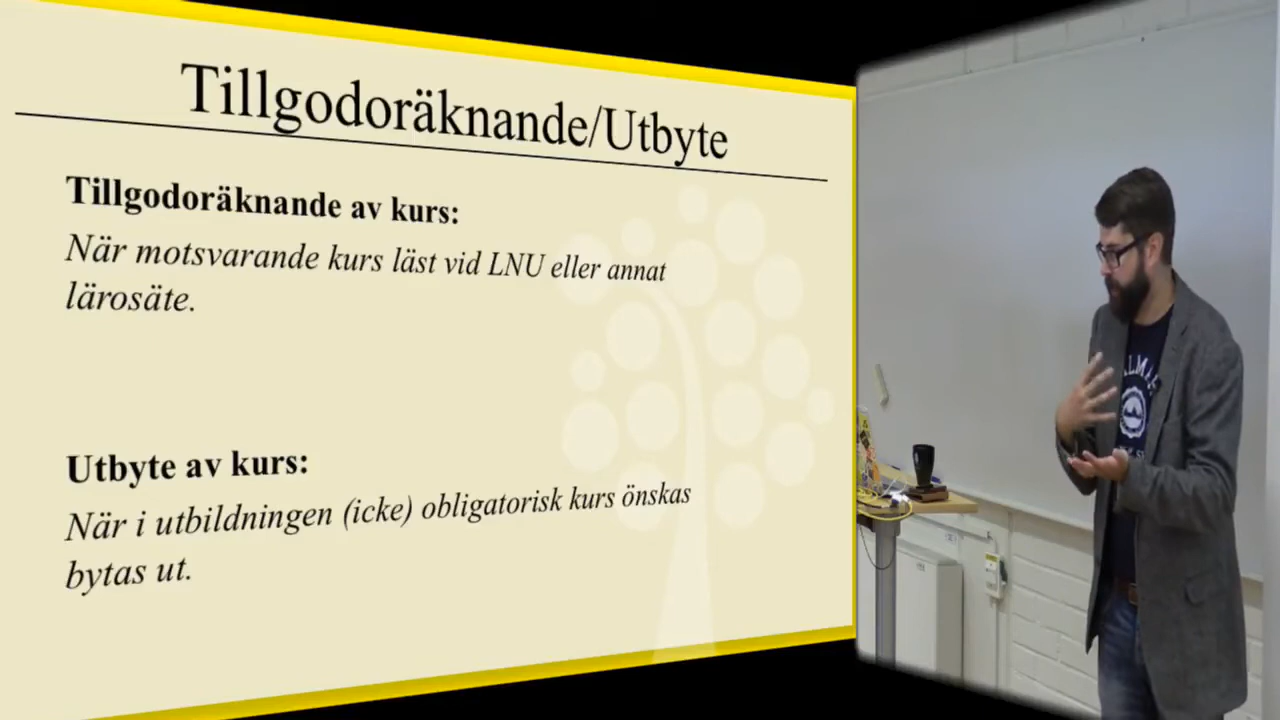 Tillgodoräknande/Utbyte
Tillgodoräknande av kurs:
När motsvarande kurs läst vid LNU eller annat
lärosäte.
Utbyte av kurs:
När i utbildningen (icke) obligatorisk kurs önskas
bytas ut.